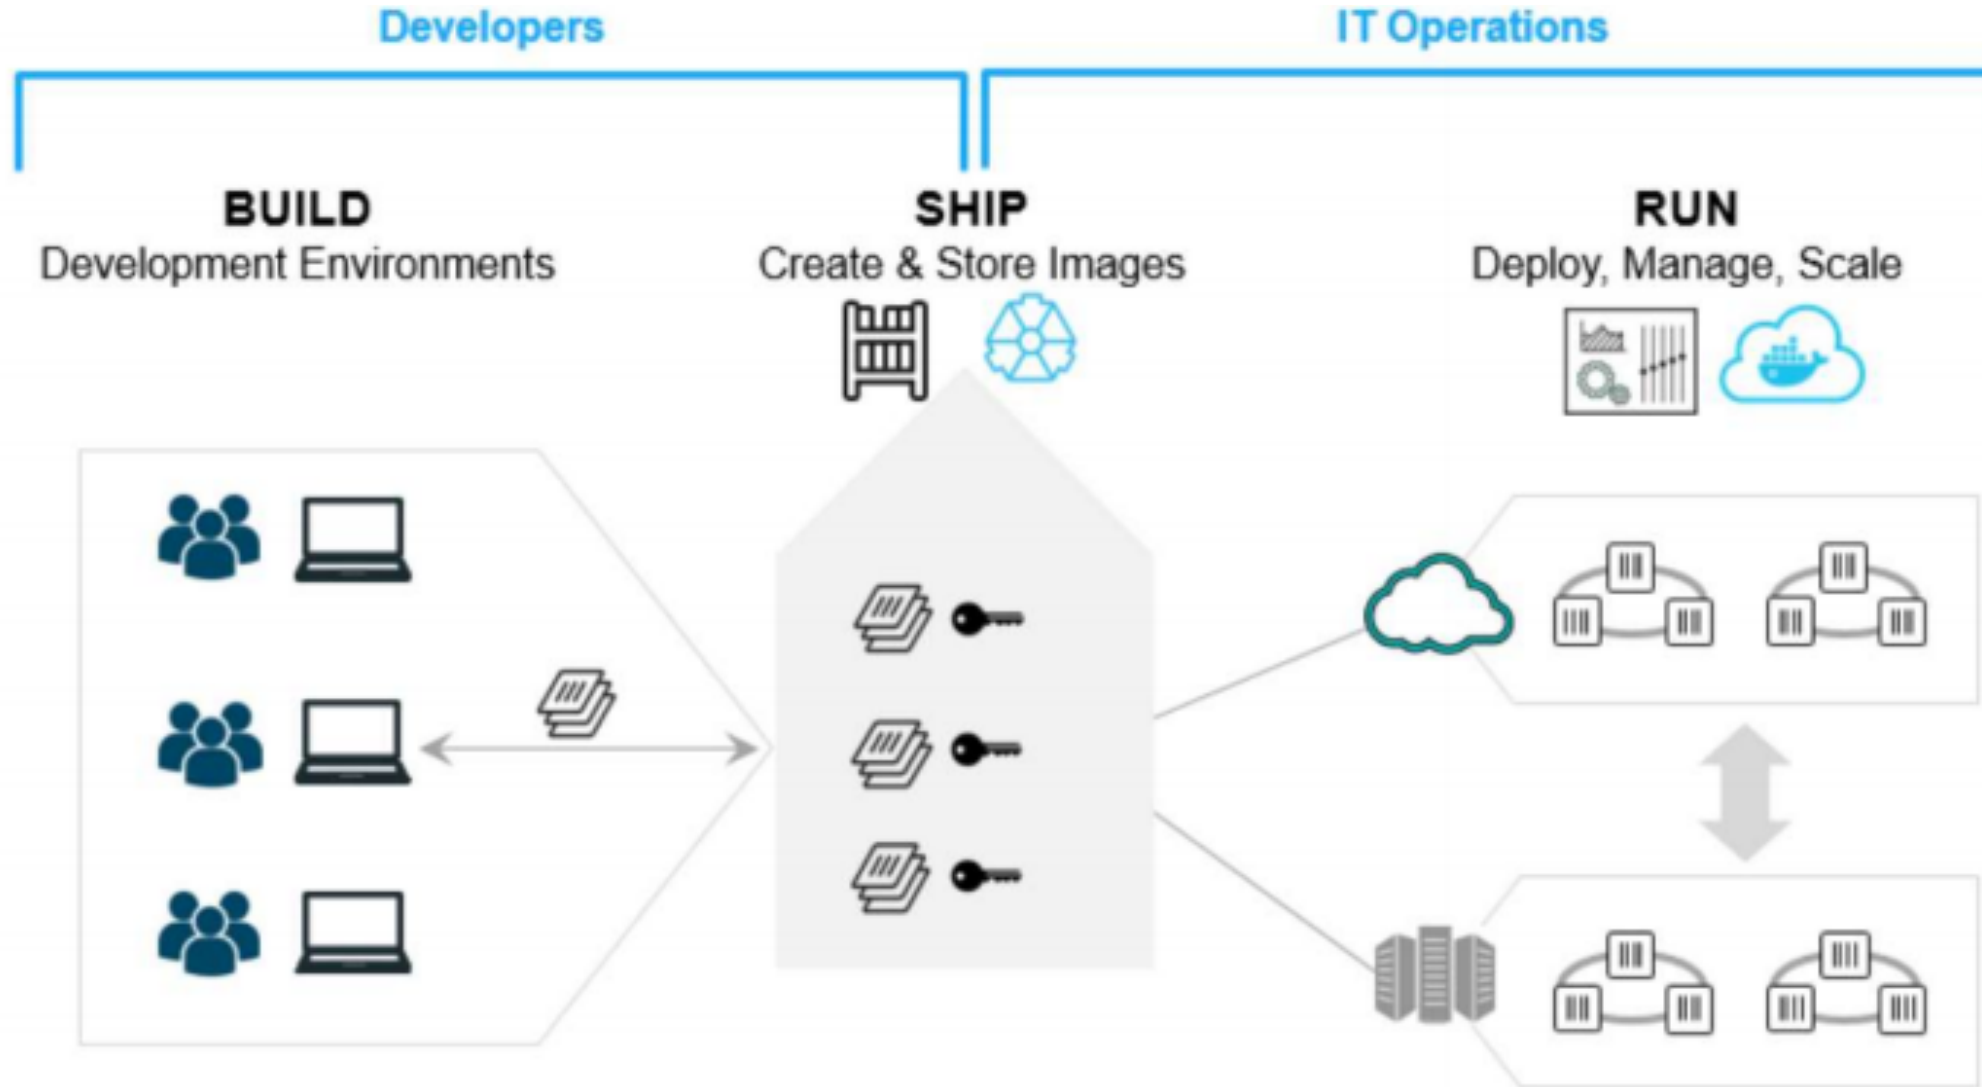 Developers
IT Operations
BUILD
Development Environments
SHIP
Create & Store Images
RUN
Deploy, Manage, Scale